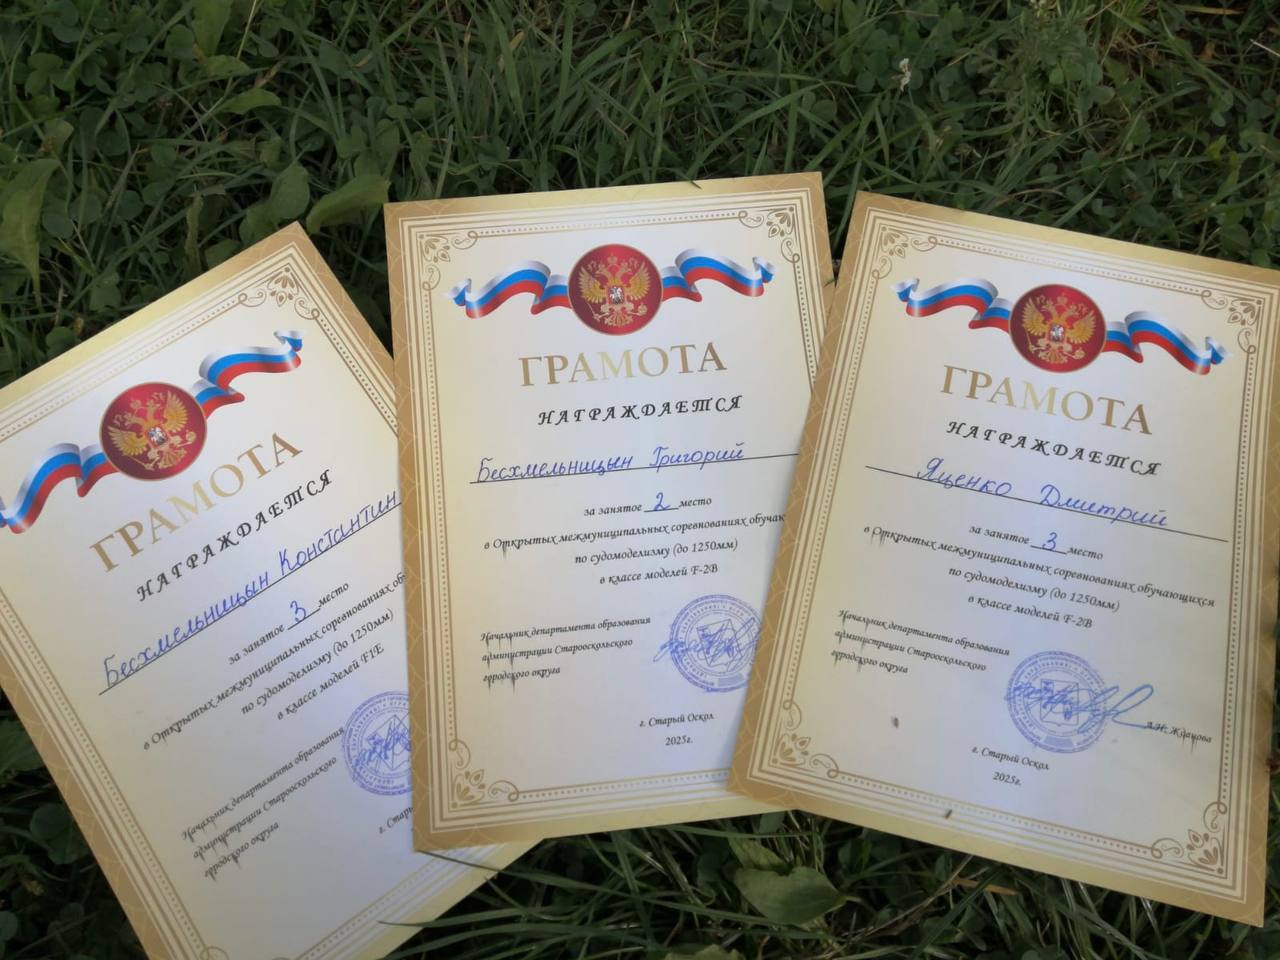 ГРАМОТА
НАГРАЖДАЕТСЯ
Бесхмельницын Константин
за занятое 3 место
в Открытых межмуниципальных соревнованиях
по судомоделизму (до 1250мм)
в классе моделей F1E
Начальник департамента образования
администрации Старооскольского
городского округа
г.
ГРАМОТА
НАГРАЖДАЕТСЯ
Бесхмельницын Григорий
за занятое 2 место
в Открытых межмуниципальных соревнованиях
по судомоделизму (до 1250мм)
в классе моделей F-2B
Начальник департамента образования
администрации Старооскольского
городского округа
г. Старый Оскол
2025г.
ГРАМОТА
НАГРАЖДАЕТСЯ
Яценко Дмитрий
за занятое 3 место
в Открытых межмуниципальных соревнованиях обучающихся
по судомоделизму (до 1250мм)
в классе моделей F-2B
Начальник департамента образования
администрации Старооскольского
городского округа
г. Старый Оскол
2025г.